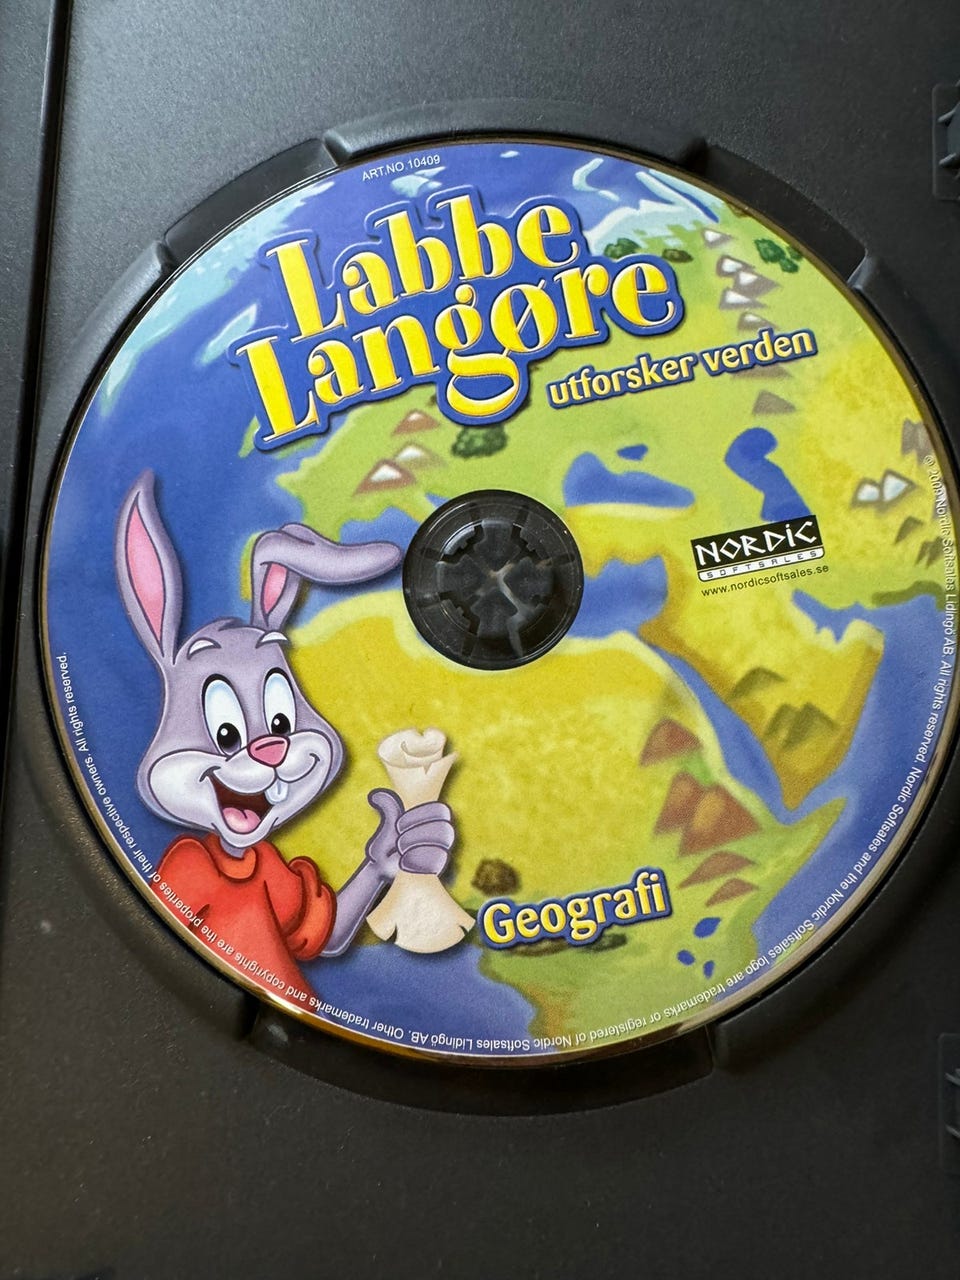 ART.NO.10409
Labbe
Langøre
utforsker verden
NORDIC
SOFTSALES
www.nordicsoftsales.se
Geografi
Nordic Softsales Lidingö AB. All rights reserved. Nordic Softsales and the Nordic Softsales logo are trademarks or registered of Nordic Softsales Lidingö AB. Other trademarks and copyrights are the properties of their respective owners. All rights reserved.